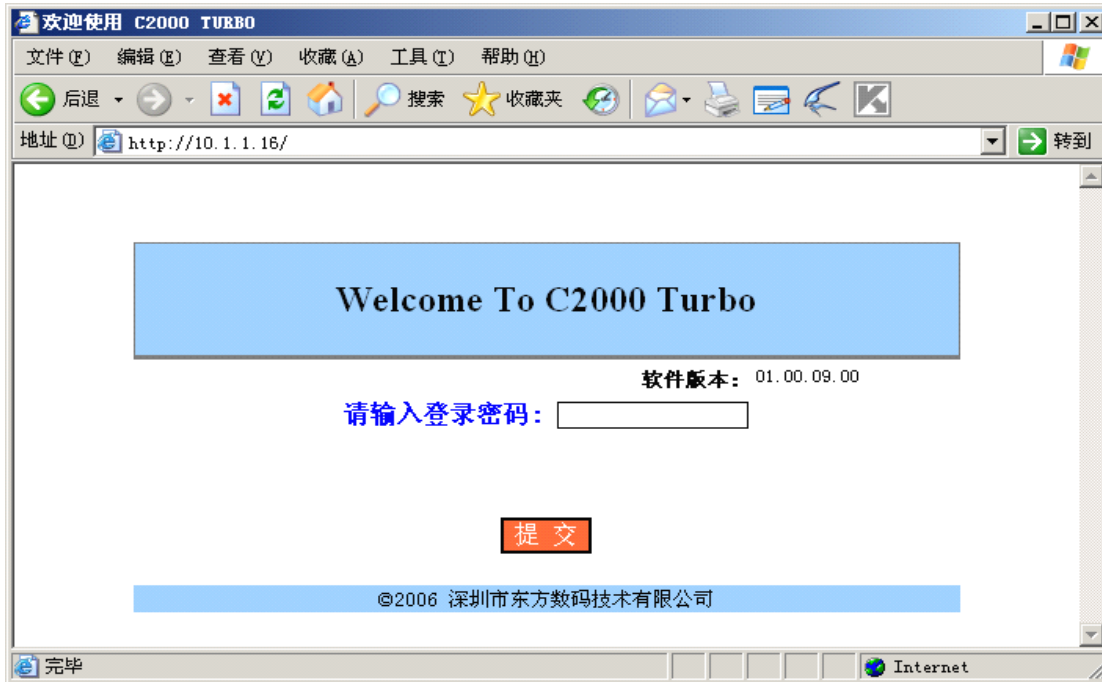 欢迎使用 C2000 TURBO
文件(F) 编辑(E) 查看(V) 收藏(A) 工具(T) 帮助(H)
后退 搜索 收藏夹
地址(D) http://10.1.1.16/ 转到
Welcome To C2000 Turbo
软件版本: 01.00.09.00
请输入登录密码:
提 交
©2006 深圳市东方数码技术有限公司
完毕 Internet